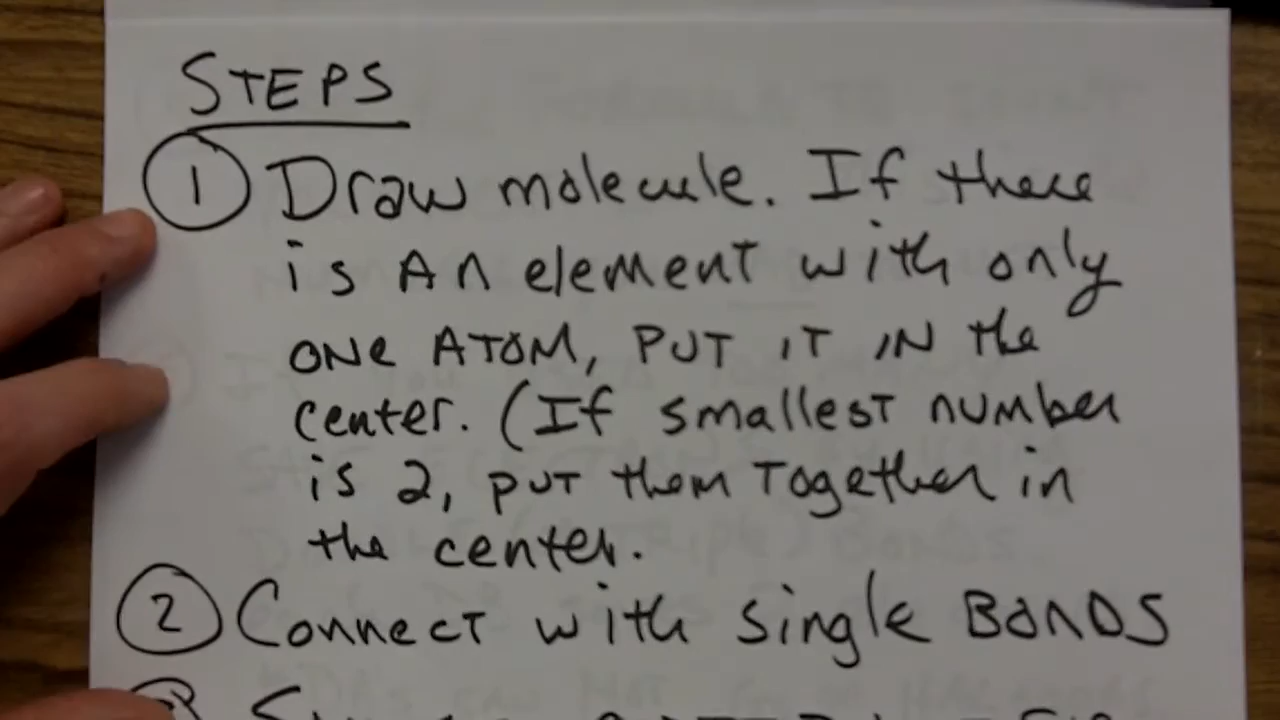 STEPS
1 Draw molecule. If there
is AN element with only
ONe ATOM, PUT IT IN the
center. (If smallest number
is 2, PUT them Together in
the center.
2 Connect with single BONDS
3